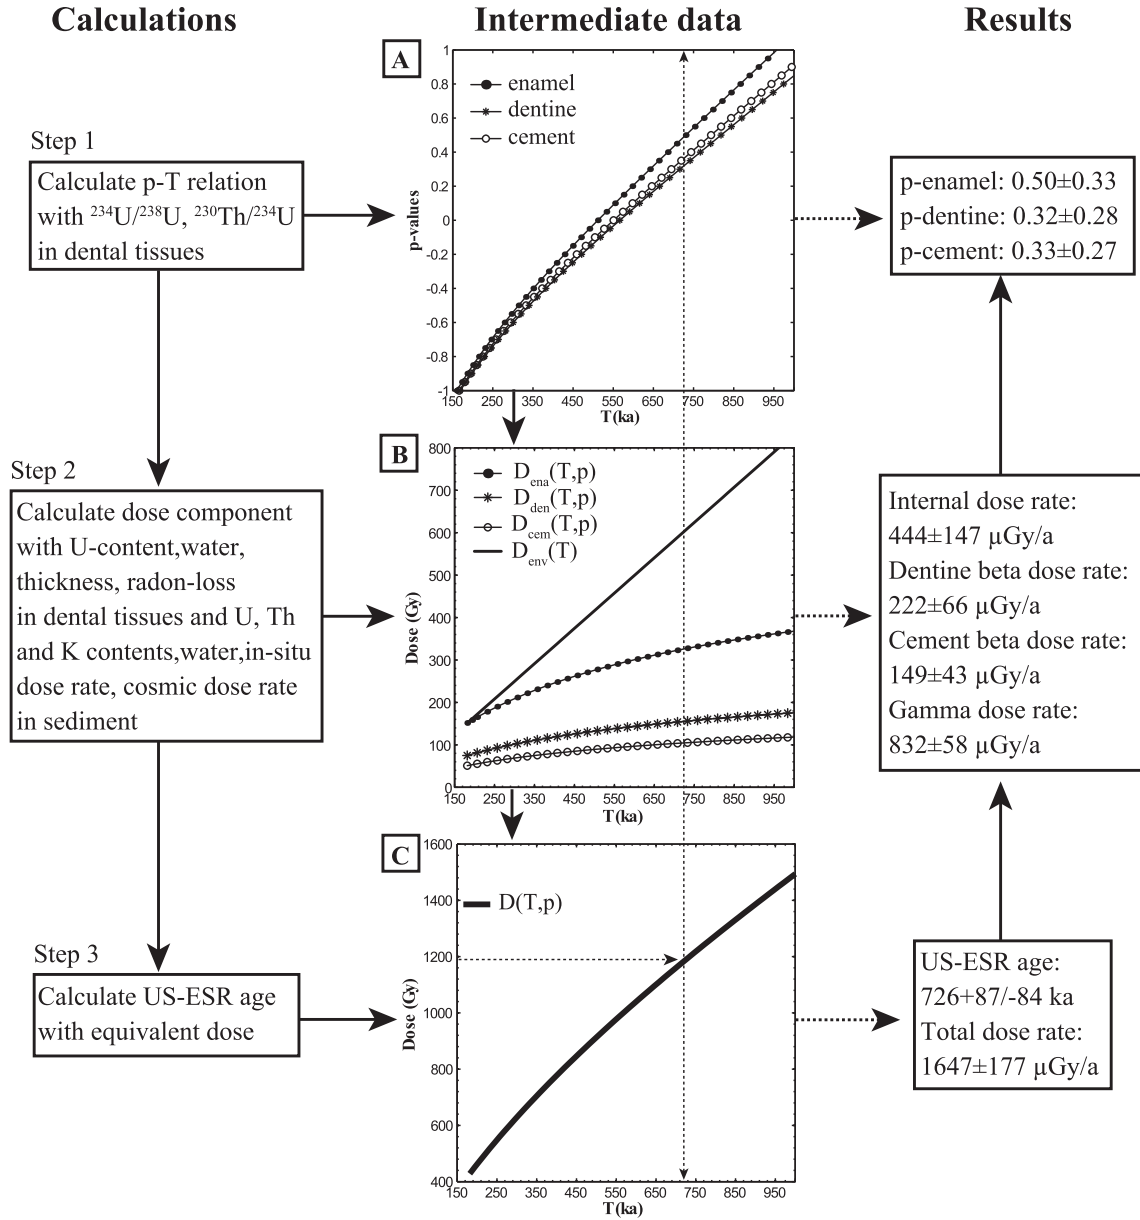 Calculations
Intermediate data
Results
Step 1
Calculate p-T relation
with ²³⁴U/²³⁸U, ²³⁰Th/²³⁴U
in dental tissues
A
enamel
dentine
cement
p-values
1
0.8
0.6
0.4
0.2
0
-0.2
-0.4
-0.6
-0.8
-1
150 250 350 450 550 650 750 850 950
T(ka)
p-enamel: 0.50±0.33
p-dentine: 0.32±0.28
p-cement: 0.33±0.27
Step 2
Calculate dose component
with U-content,water,
thickness, radon-loss
in dental tissues and U, Th
and K contents,water,in-situ
dose rate, cosmic dose rate
in sediment
B
D_ena(T,p)
D_den(T,p)
D_cem(T,p)
D_env(T)
Dose (Gy)
800
700
600
500
400
300
200
100
0
150 250 350 450 550 650 750 850 950
T(ka)
Internal dose rate:
444±147 µGy/a
Dentine beta dose rate:
222±66 µGy/a
Cement beta dose rate:
149±43 µGy/a
Gamma dose rate:
832±58 µGy/a
Step 3
Calculate US-ESR age
with equivalent dose
C
D(T,p)
Dose (Gy)
1600
1400
1200
1000
800
600
400
150 250 350 450 550 650 750 850 950
T(ka)
US-ESR age:
726+87/-84 ka
Total dose rate:
1647±177 µGy/a